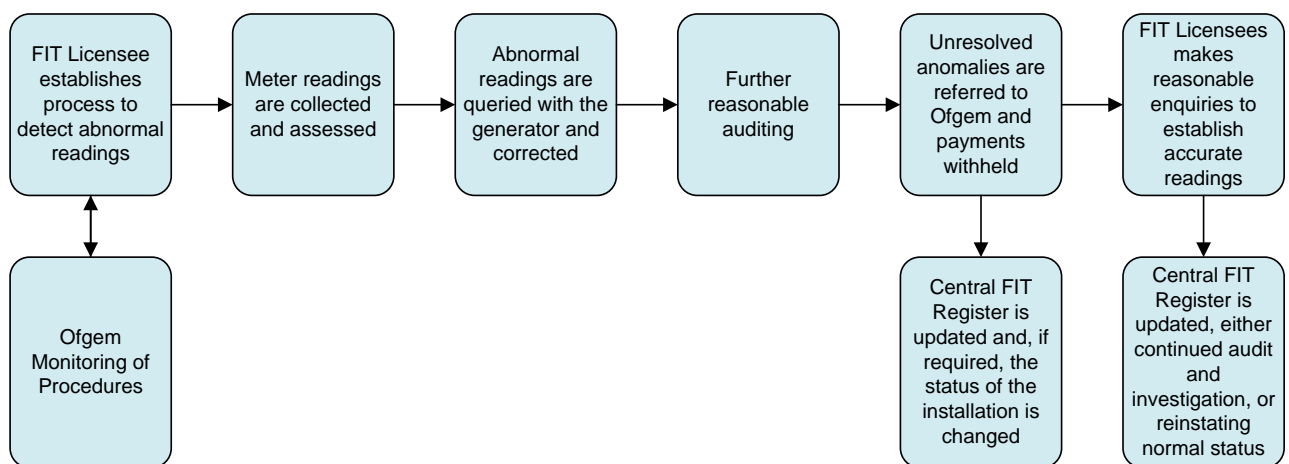 FIT Licensee
establishes
process to
detect abnormal
readings
Meter readings
are collected
and assessed
Abnormal
readings are
queried with the
generator and
corrected
Further
reasonable
auditing
Unresolved
anomalies are
referred to
Ofgem and
payments
withheld
FIT Licensees
makes
reasonable
enquiries to
establish
accurate
readings
Ofgem
Monitoring of
Procedures
Central FIT
Register is
updated and, if
required, the
status of the
installation is
changed
Central FIT
Register is
updated, either
continued audit
and
investigation, or
reinstating
normal status